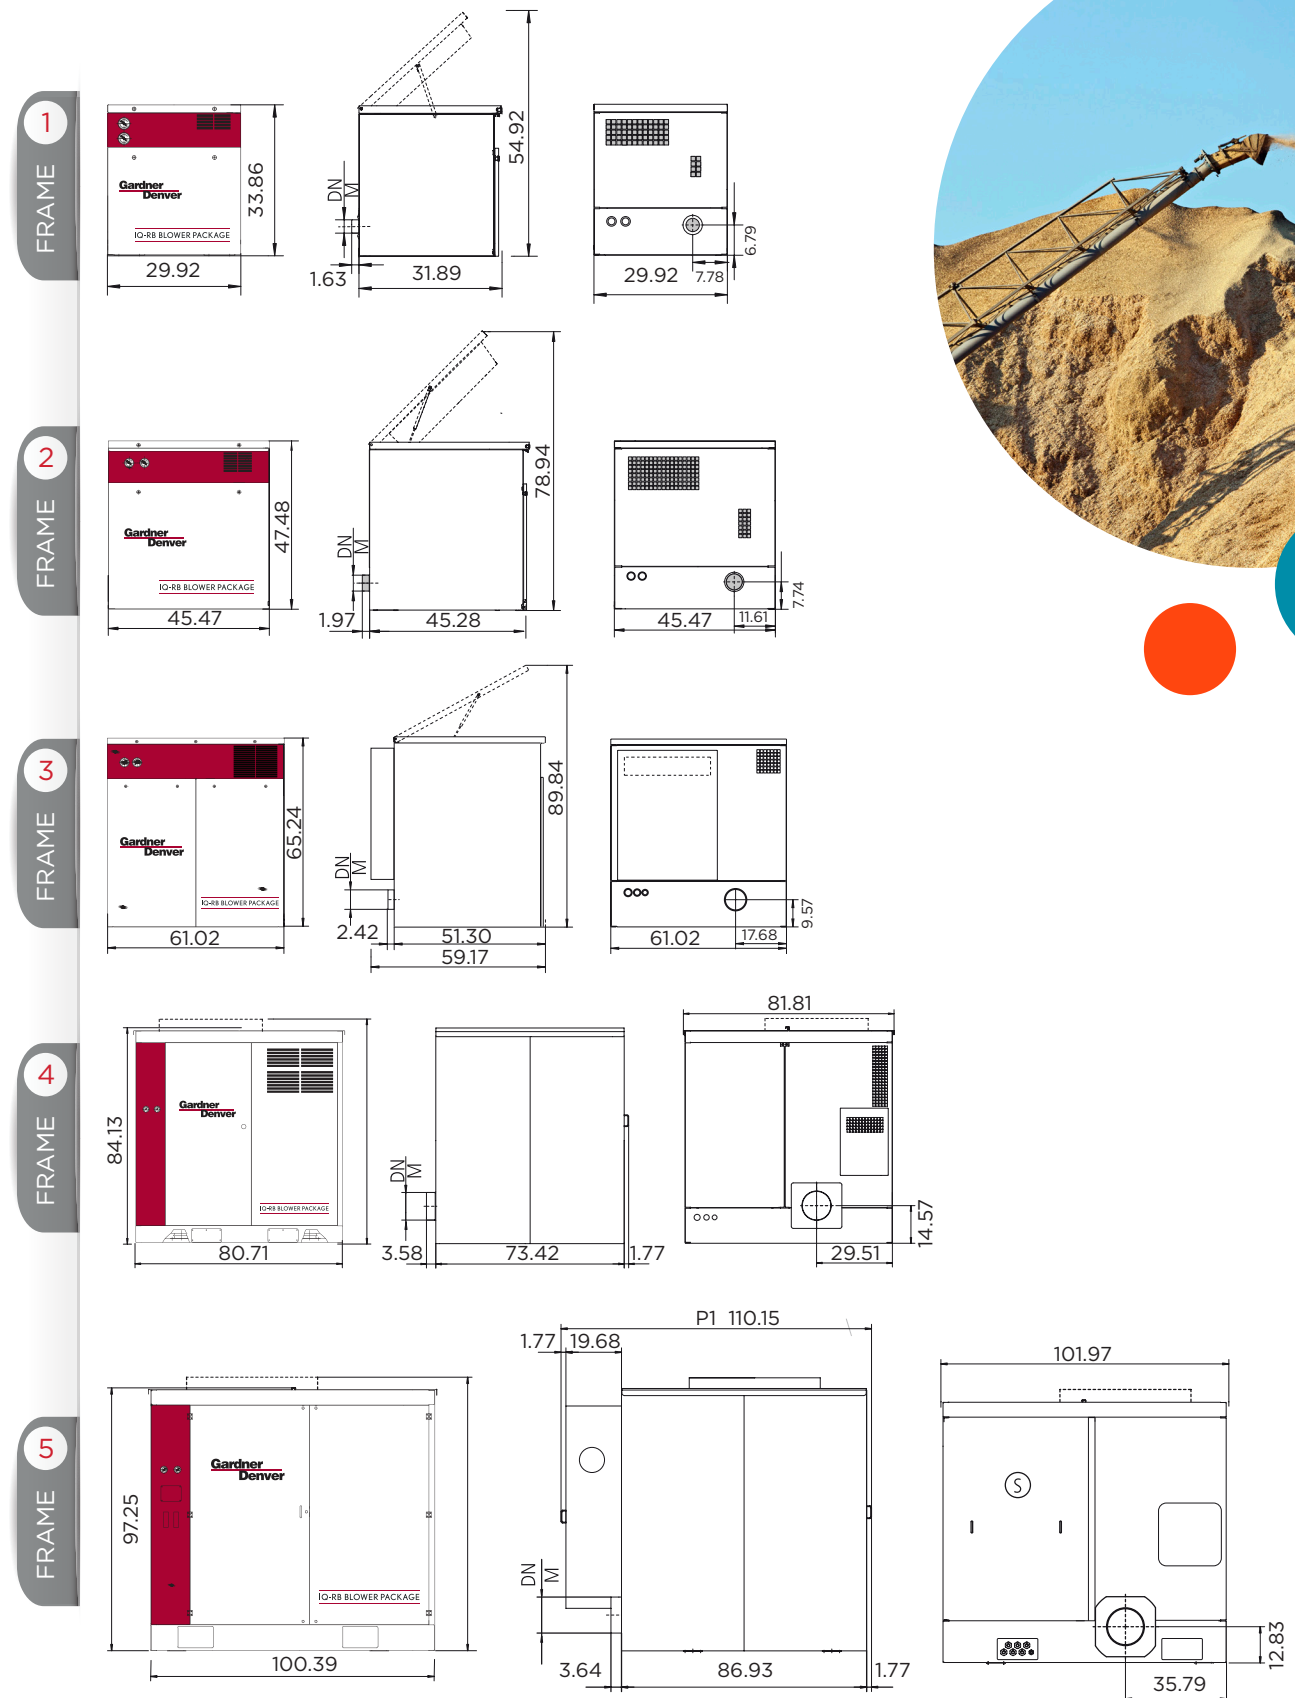 1
FRAME
Gardner
Denver
IQ-RB BLOWER PACKAGE
33.86
29.92
DN
M
1.63
31.89
54.92
29.92
7.78
6.79
2
FRAME
Gardner
Denver
IQ-RB BLOWER PACKAGE
47.48
45.47
DN
M
1.97
45.28
78.94
45.47
11.61
7.74
3
FRAME
Gardner
Denver
IQ-RB BLOWER PACKAGE
65.24
61.02
DN
M
2.42
51.30
59.17
89.84
61.02
17.68
9.57
4
FRAME
84.13
Gardner
Denver
IQ-RB BLOWER PACKAGE
80.71
DN
M
3.58
73.42
1.77
81.81
29.51
14.57
5
FRAME
97.25
Gardner
Denver
IQ-RB BLOWER PACKAGE
100.39
P1 110.15
1.77
19.68
DN
M
3.64
86.93
1.77
101.97
S
35.79
12.83